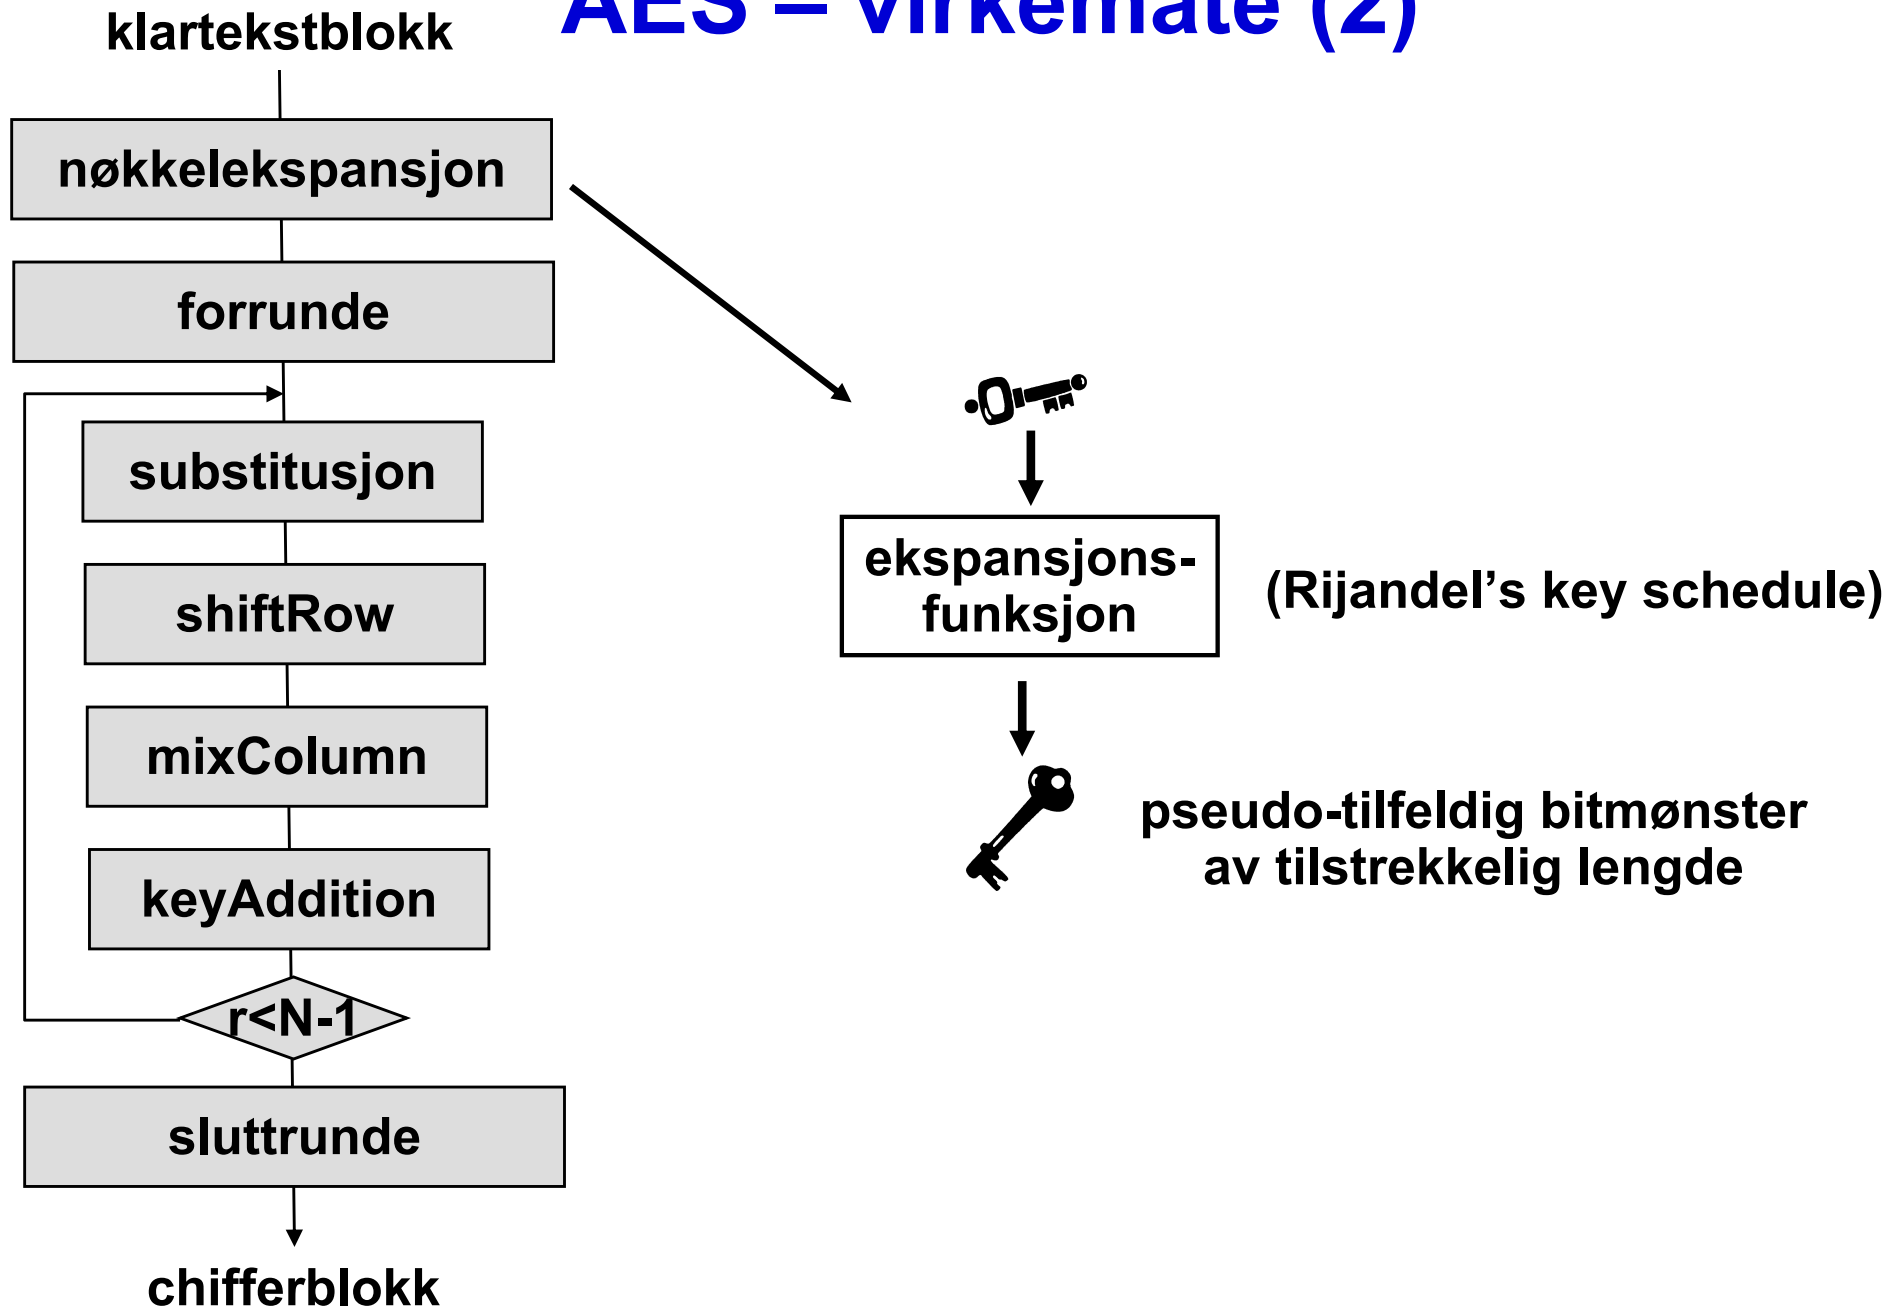 AES – virkemåte (2)
klartekstblokk
nøkkelekspansjon
forrunde
substitusjon
shiftRow
mixColumn
keyAddition
r<N-1
sluttrunde
chifferblokk
ekspansjons-
funksjon
(Rijandel's key schedule)
pseudo-tilfeldig bitmønster
av tilstrekkelig lengde